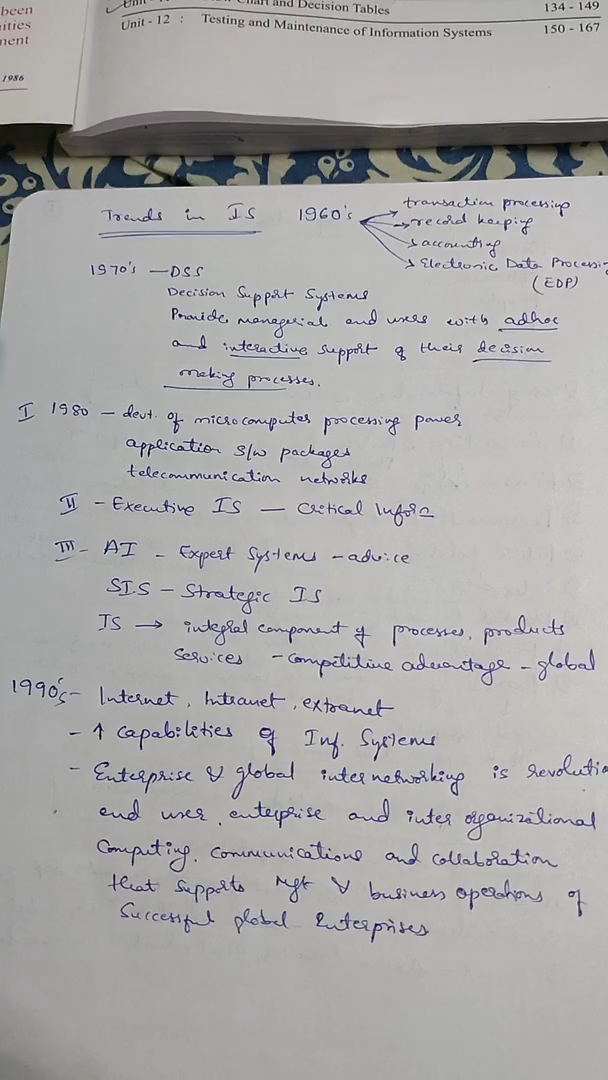 been
ities
ment
1986
Chart and Decision Tables 134 - 149
Unit - 12 : Testing and Maintenance of Information Systems 150 - 167
Trends in IS 1960's
transaction processing
record keeping
accounting
Electronic Data Processin
(EDP)
1970's - DSS
Decision Support Systems
Provide managerial end users with adhoc
and interactive support of their decision
making processes.
I 1980 - devt. of microcomputer processing power
application s/w packages
telecommunication networks
II - Executive IS - Critical Inforn
III - AI - Expert Systems - advice
SIS - Strategic IS
IS → integral component of processes, products
services - competitive advantage - global
1990's - Internet, Intranet, extranet
- ↑ capabilities of Inf. Systems
- Enterprise & global internetworking is revolutio
end user, enterprise and inter organizational
Computing, communications and collaboration
that supports Mgt & business operations of
Successful global Enterprises